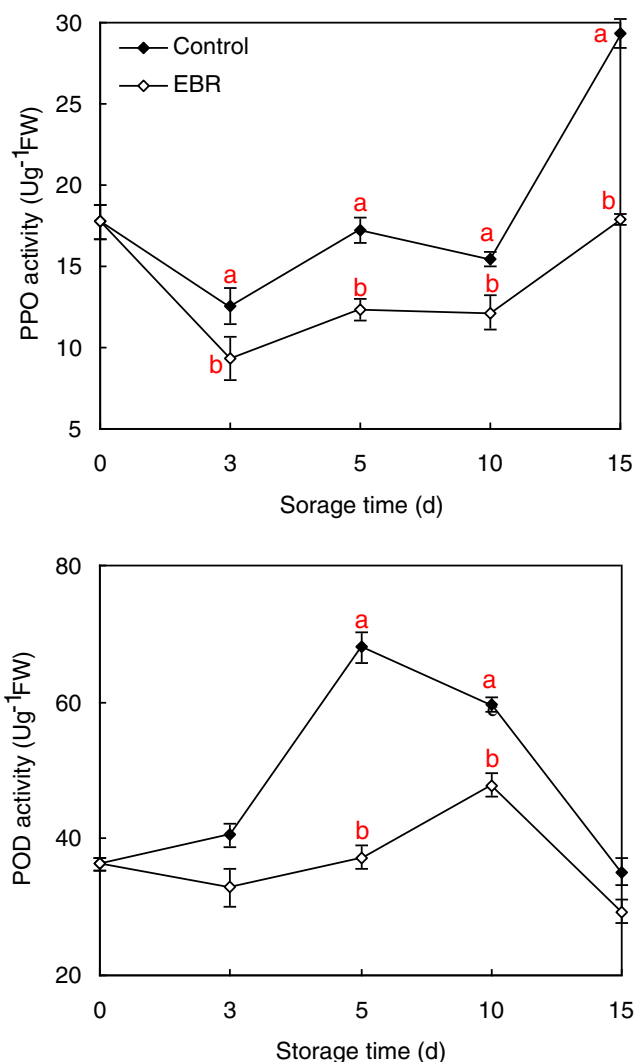 30
Control
EBR
a
25
20
a
b
a
15
a
b
b
10
b
5
0
3
5
10
15
PPO activity (Ug⁻¹FW)
Sorage time (d)
80
a
a
60
b
b
40
20
0
3
5
10
15
POD activity (Ug⁻¹FW)
Storage time (d)